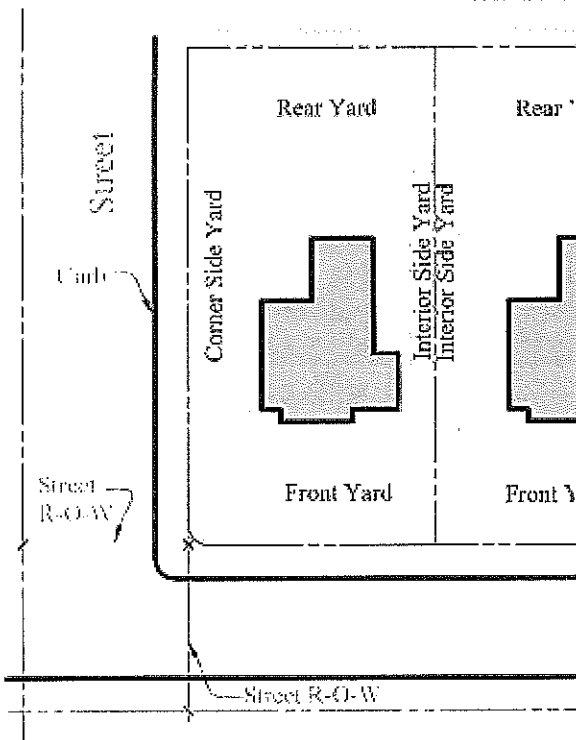 Rear Yard
Rear
Street
Corner Side Yard
Interior Side Yard
Interior Side Yard
Curb
Street
R-O-W
Front Yard
Front Y
Street R-O-W